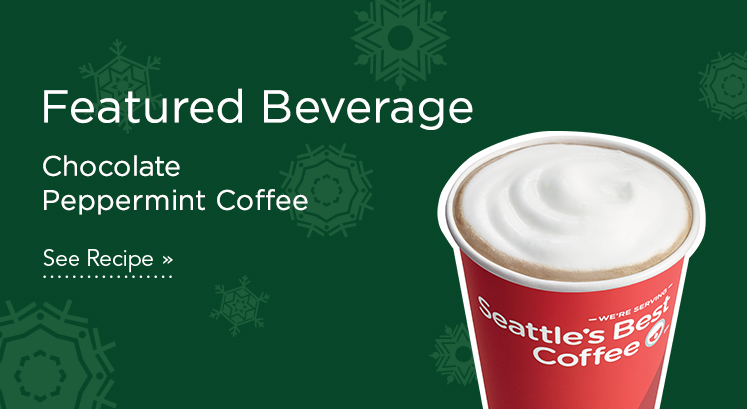 Featured Beverage
Chocolate
Peppermint Coffee
See Recipe »
WE'RE SERVING
Seattle's Best
Coffee